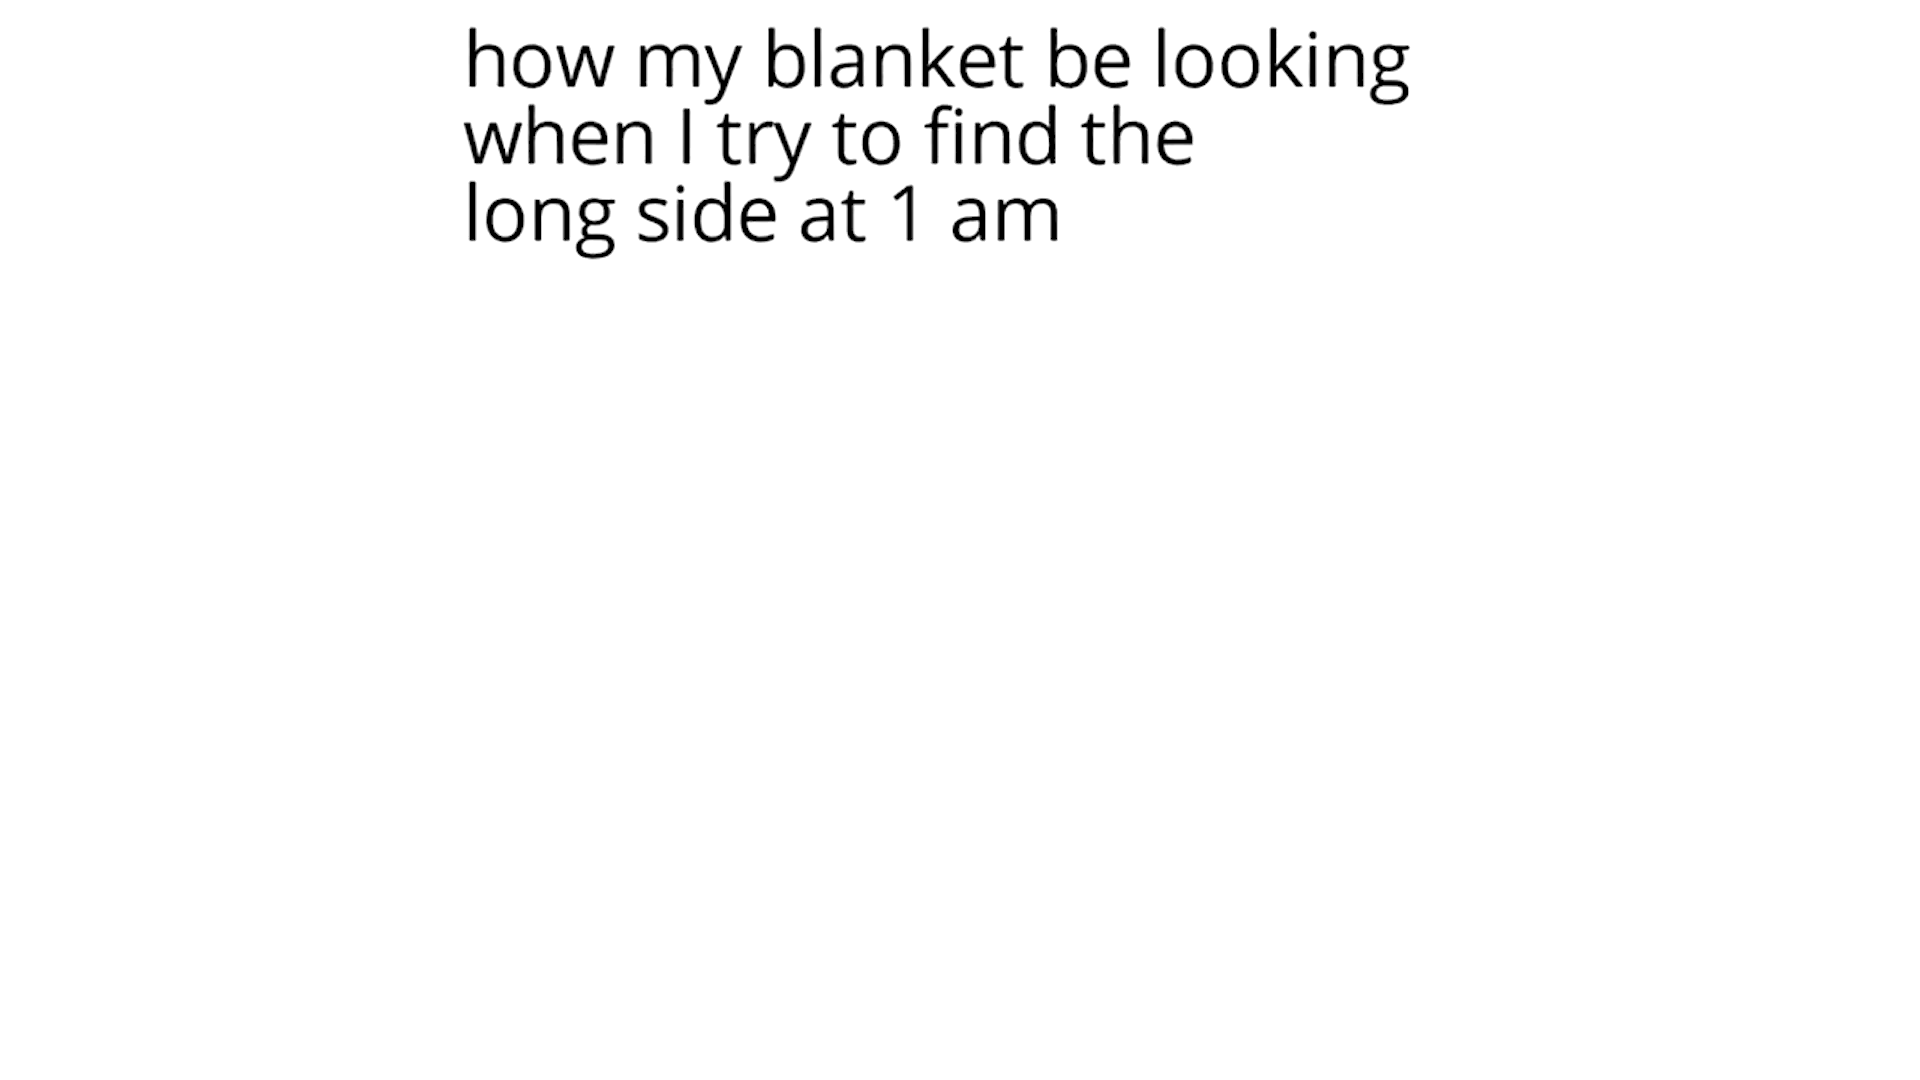 how my blanket be looking
when I try to find the
long side at 1 am